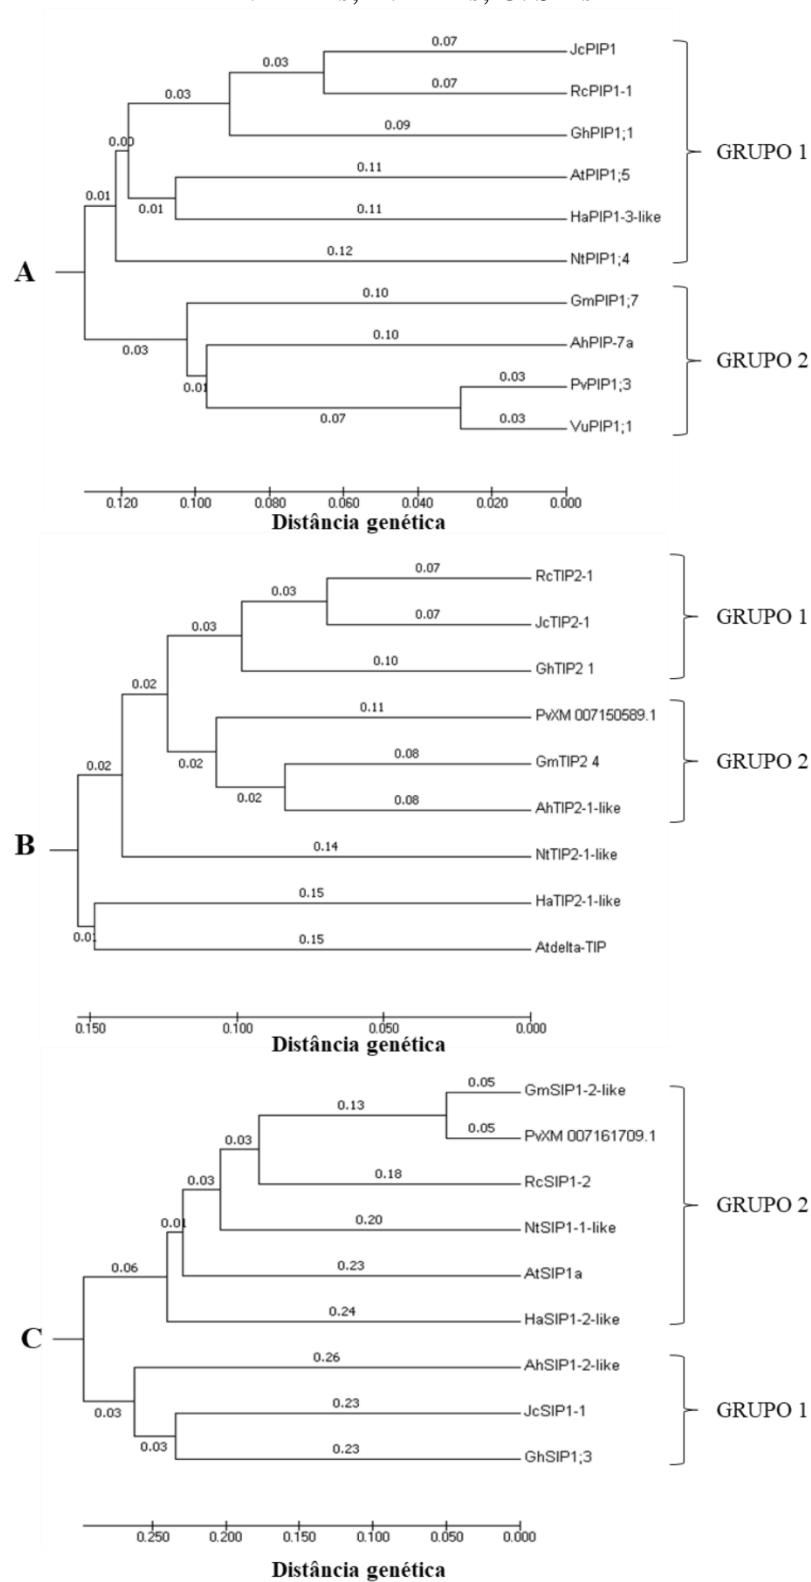 0.07
JcPIP1
0.03
0.07
RcPIP1-1
0.03
0.09
GhPIP1;1
0.00
GRUPO 1
0.11
AtPIP1;5
0.01
0.01
0.11
HaPIP1-3-like
0.12
NtPIP1;4
A
0.10
GmPIP1;7
0.10
AhPIP-7a
0.03
GRUPO 2
0.01
0.03
PvPIP1;3
0.07
0.03
VuPIP1;1
0.120 0.100 0.080 0.060 0.040 0.020 0.000
Distância genética
0.07
RcTIP2-1
0.03
0.07
JcTIP2-1
GRUPO 1
0.03
0.10
GhTIP2 1
0.02
0.11
PvXM 007150589.1
0.02
0.02
0.08
GmTIP2 4
GRUPO 2
0.02
0.08
AhTIP2-1-like
B
0.14
NtTIP2-1-like
0.15
HaTIP2-1-like
0.01
0.15
Atdelta-TIP
0.150 0.100 0.050 0.000
Distância genética
0.05
GmSIP1-2-like
0.13
0.05
PvXM 007161709.1
0.03
0.18
RcSIP1-2
0.03
GRUPO 2
0.20
NtSIP1-1-like
0.01
0.23
AtSIP1a
0.06
0.24
HaSIP1-2-like
C
0.26
AhSIP1-2-like
0.03
0.23
JcSIP1-1
GRUPO 1
0.03
0.23
GhSIP1;3
0.250 0.200 0.150 0.100 0.050 0.000
Distância genética